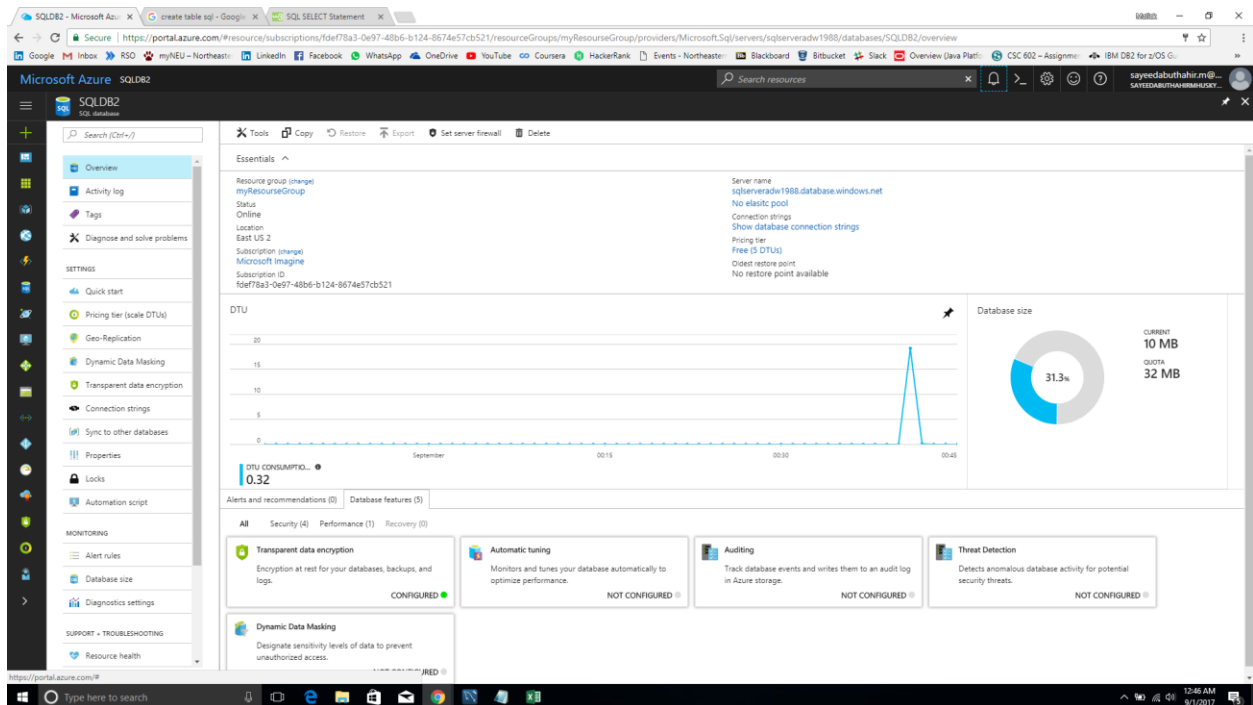 SQLDB2 - Microsoft Azu
create table sql - Google
SQL SELECT Statement
Secure
https://portal.azure.com/#resource/subscriptions/fdef78a3-0e97-48b6-b124-8674e57cb521/resourceGroups/myResourseGroup/providers/Microsoft.Sql/servers/sqlserveradw1988/databases/SQLDB2/overview
Google Inbox RSO myNEU – Northeaste LinkedIn Facebook WhatsApp OneDrive YouTube Coursera HackerRank Events - Northeaster Blackboard Bitbucket Slack Overview (Java Platfo CSC 602 – Assignme IBM DB2 for z/OS Gu
Microsoft Azure SQLDB2
Search resources
sayeedabuthahir.m@...
SAYEEDABUTHAHIRMHUSKY...
SQLDB2
SQL database
Search (Ctrl+/)
Overview
Activity log
Tags
Diagnose and solve problems
SETTINGS
Quick start
Pricing tier (scale DTUs)
Geo-Replication
Dynamic Data Masking
Transparent data encryption
Connection strings
Sync to other databases
Properties
Locks
Automation script
MONITORING
Alert rules
Database size
Diagnostics settings
SUPPORT + TROUBLESHOOTING
Resource health
Tools Copy Restore Export Set server firewall Delete
Essentials
Resource group (change)
myResourseGroup
Status
Online
Location
East US 2
Subscription (change)
Microsoft Imagine
Subscription ID
fdef78a3-0e97-48b6-b124-8674e57cb521
Server name
sqlserveradw1988.database.windows.net
No elasitc pool
Connection strings
Show database connection strings
Pricing tier
Free (5 DTUs)
Oldest restore point
No restore point available
DTU
20
15
10
5
0
September 00:15 00:30 00:45
DTU CONSUMPTIO...
0.32
Database size
31.3%
CURRENT
10 MB
QUOTA
32 MB
Alerts and recommendations (0) Database features (5)
All Security (4) Performance (1) Recovery (0)
Transparent data encryption
Encryption at rest for your databases, backups, and
logs.
CONFIGURED
Automatic tuning
Monitors and tunes your database automatically to
optimize performance.
NOT CONFIGURED
Auditing
Track database events and writes them to an audit log
in Azure storage.
NOT CONFIGURED
Threat Detection
Detects anomalous database activity for potential
security threats.
NOT CONFIGURED
Dynamic Data Masking
Designate sensitivity levels of data to prevent
unauthorized access.
NOT CONFIGURED
https://portal.azure.com/#
Type here to search
12:46 AM
9/1/2017